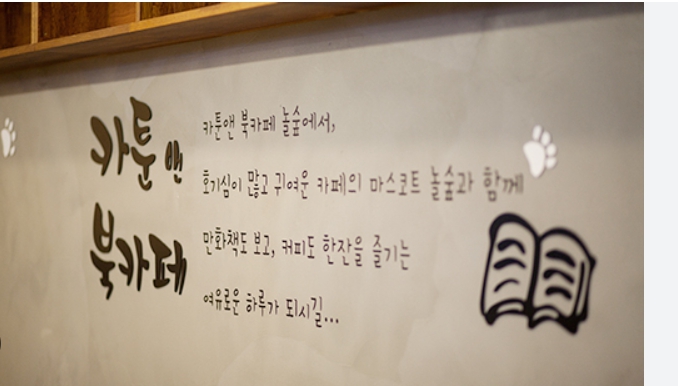 카툰앤
북카페
카툰앤 북카페 놀숲에서,
호기심이 많고 귀여운 카페의 마스코트 놀숲과 함께
만화책도 보고, 커피도 한잔을 즐기는
여유로운 하루가 되시길...